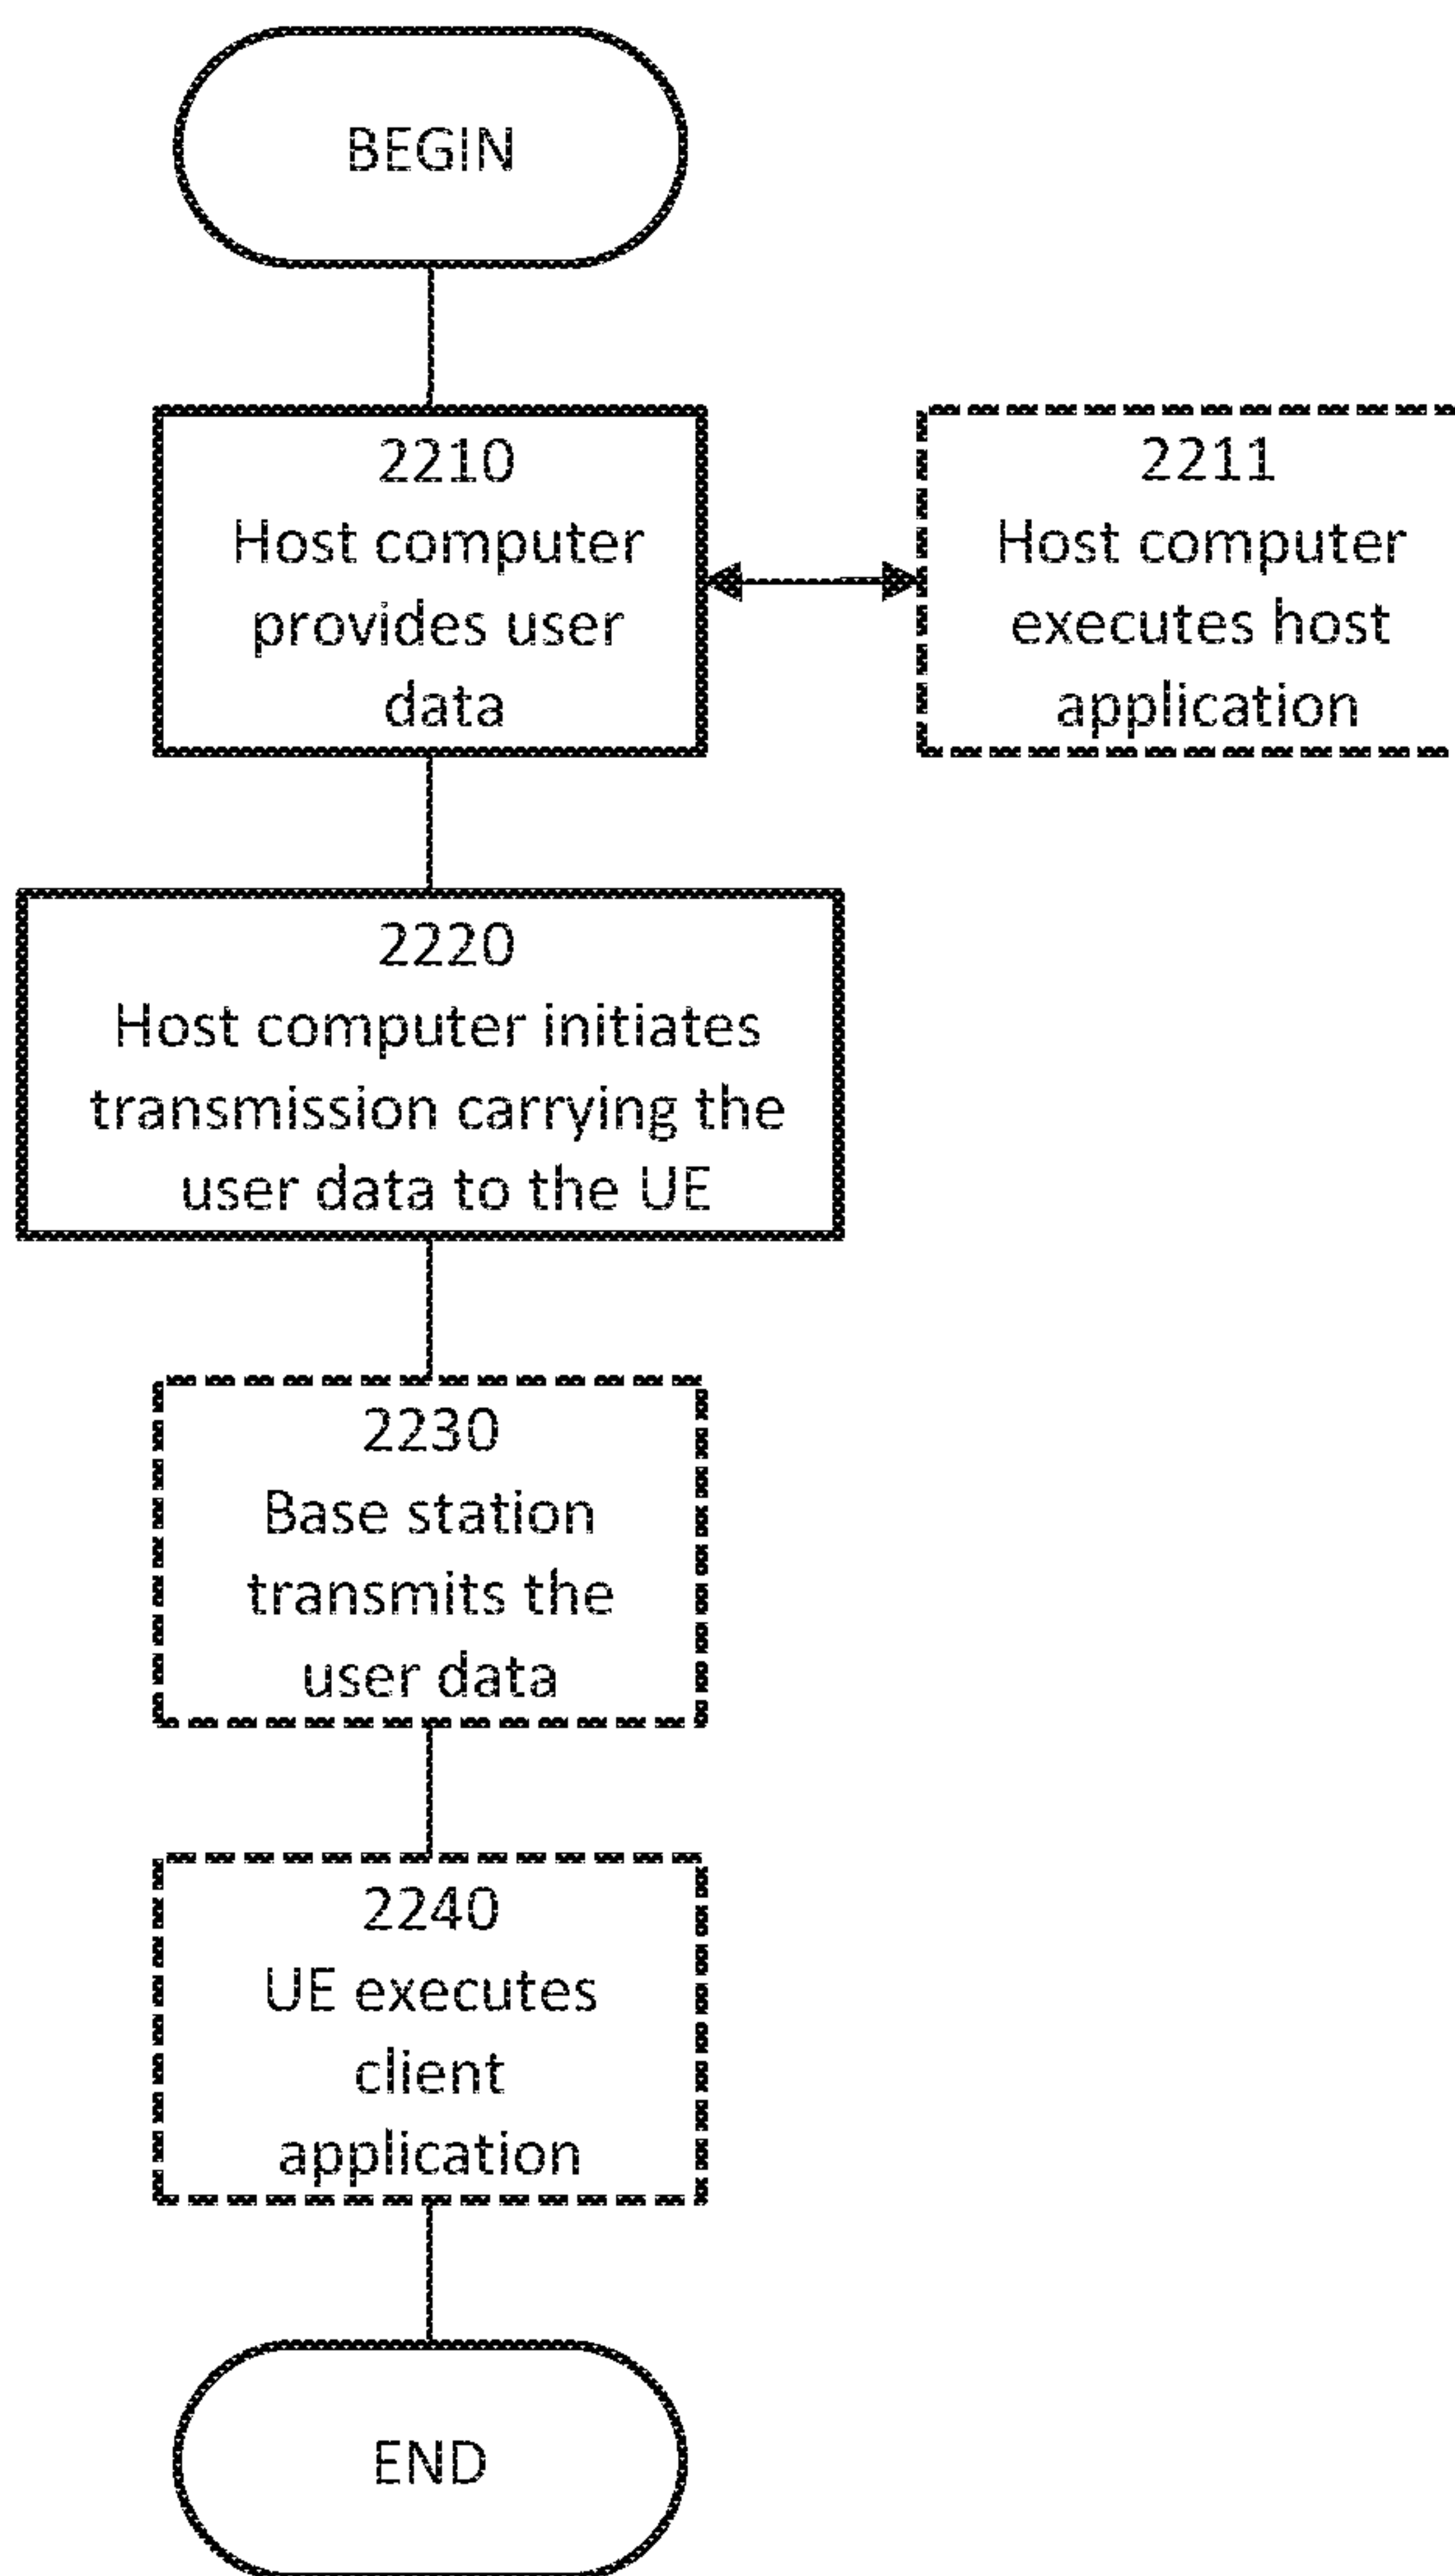 BEGIN
2210
Host computer
provides user
data
2211
Host computer
executes host
application
2220
Host computer initiates
transmission carrying the
user data to the UE
2230
Base station
transmits the
user data
2240
UE executes
client
application
END